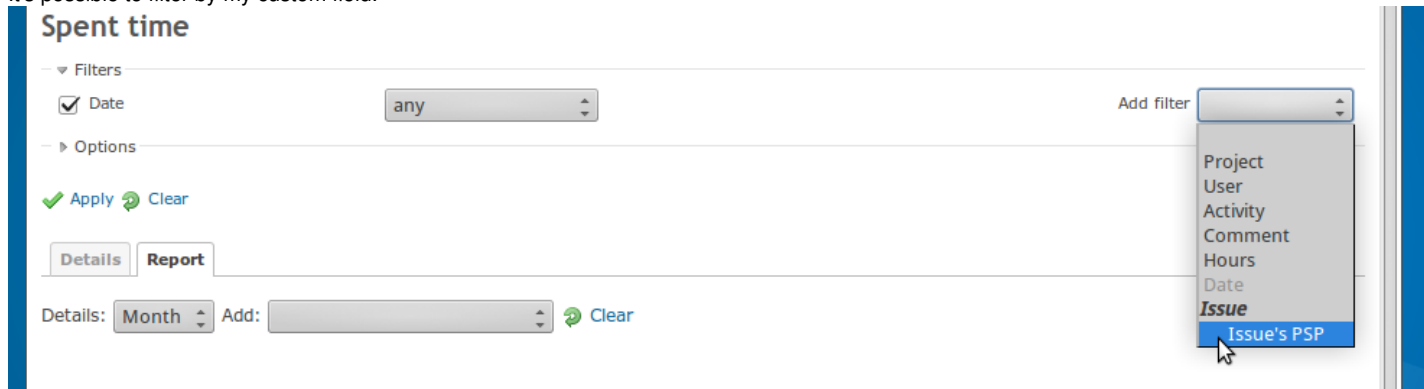 Spent time
Filters
Date any Add filter
Options
Project
User
Activity
Comment
Hours
Date
Issue
Issue's PSP
Apply Clear
Details Report
Details: Month Add: Clear